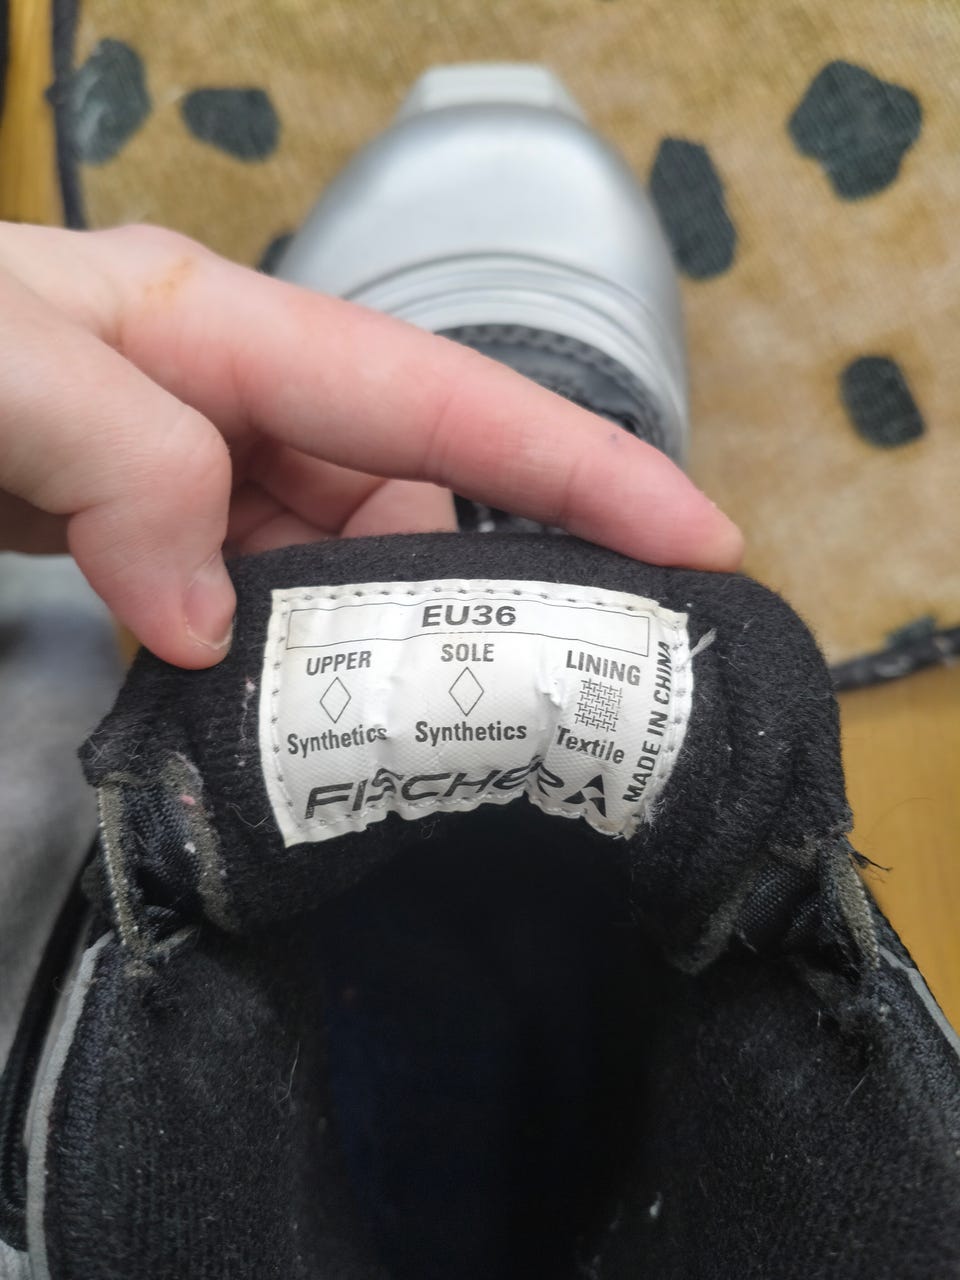 EU36
UPPER SOLE LINING
Synthetics Synthetics Textile
FISCHER
MADE IN CHINA